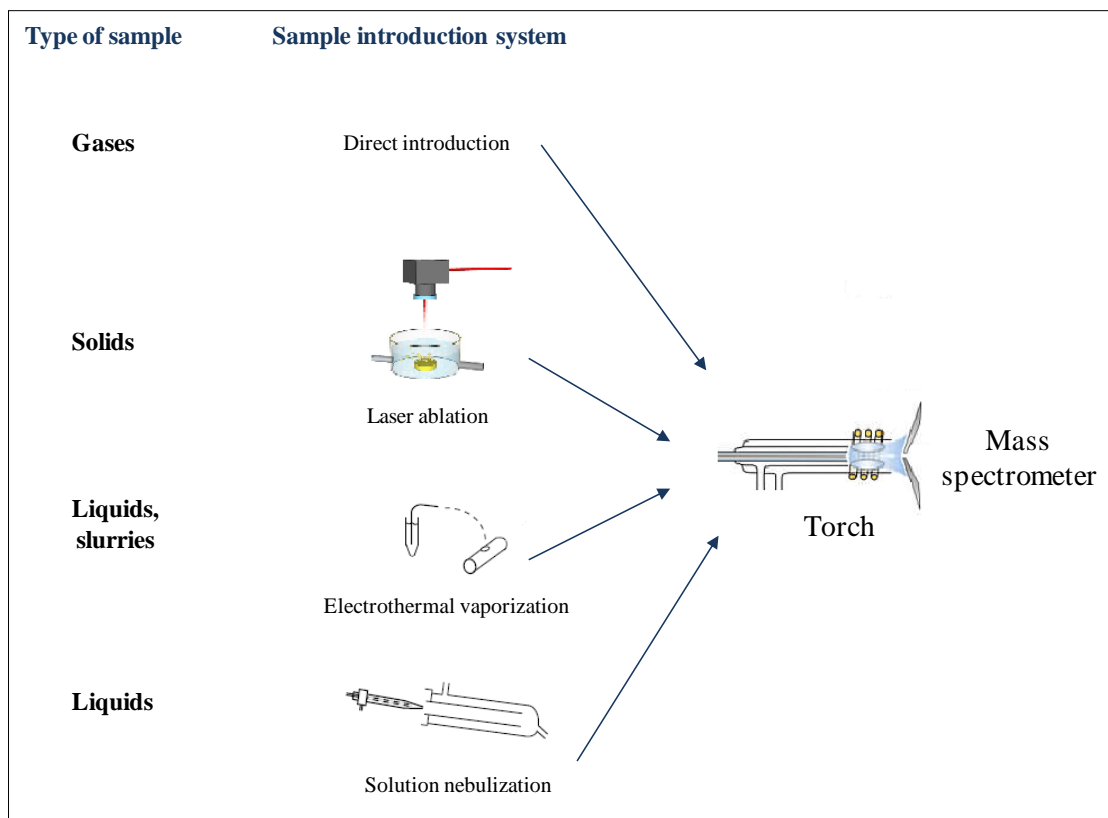 Type of sample
Sample introduction system
Gases
Direct introduction
Solids
Laser ablation
Liquids,
slurries
Electrothermal vaporization
Liquids
Solution nebulization
Torch
Mass
spectrometer